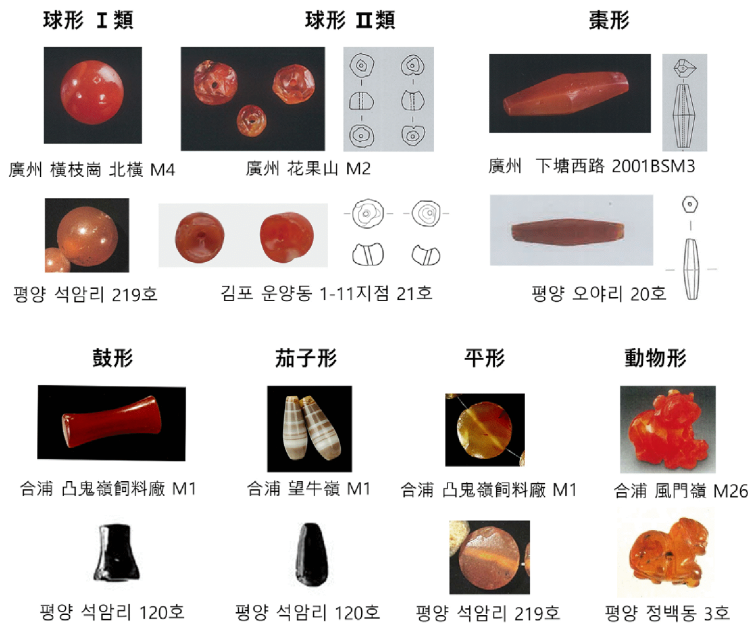 球形 Ⅰ類
球形 Ⅱ類
棗形
廣州 橫枝崗 北橫 M4
廣州 花果山 M2
廣州 下塘西路 2001BSM3
평양 석암리 219호
김포 운양동 1-11지점 21호
평양 오야리 20호
鼓形
茄子形
平形
動物形
合浦 凸鬼嶺飼料廠 M1
合浦 望牛嶺 M1
合浦 凸鬼嶺飼料廠 M1
合浦 風門嶺 M26
평양 석암리 120호
평양 석암리 120호
평양 석암리 219호
평양 정백동 3호